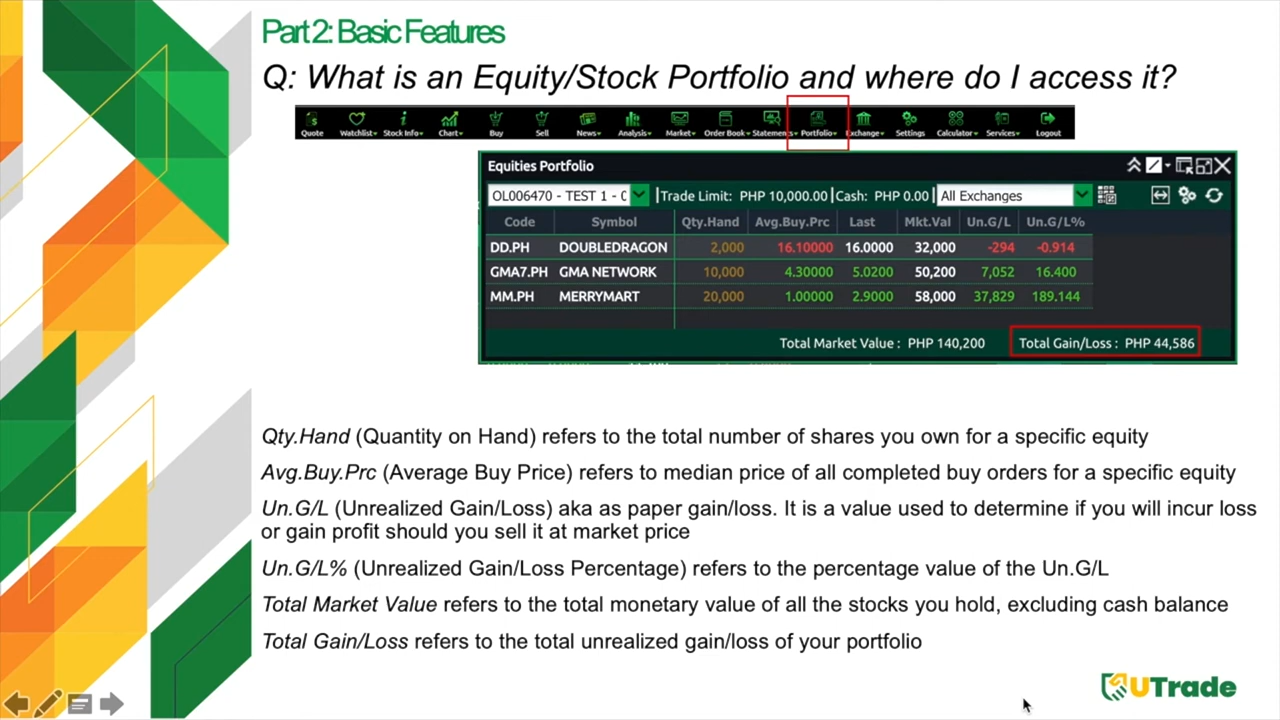 Part 2: Basic Features
Q: What is an Equity/Stock Portfolio and where do I access it?
Quote Watchlist Stock Info Chart Buy Sell News Analysis Market Order Book Statements Portfolio Exchange Settings Calculator Services Logout
Equities Portfolio
OL006470 - TEST 1 - Trade Limit: PHP 10,000.00 Cash: PHP 0.00 All Exchanges
Code Symbol Qty.Hand Avg.Buy.Prc Last Mkt.Val Un.G/L Un.G/L%
DD.PH DOUBLEDRAGON 2,000 16.10000 16.0000 32,000 -294 -0.914
GMA7.PH GMA NETWORK 10,000 4.30000 5.0200 50,200 7,052 16.400
MM.PH MERRYMART 20,000 1.00000 2.9000 58,000 37,829 189.144
Total Market Value : PHP 140,200 Total Gain/Loss : PHP 44,586
Qty.Hand (Quantity on Hand) refers to the total number of shares you own for a specific equity
Avg.Buy.Prc (Average Buy Price) refers to median price of all completed buy orders for a specific equity
Un.G/L (Unrealized Gain/Loss) aka as paper gain/loss. It is a value used to determine if you will incur loss
or gain profit should you sell it at market price
Un.G/L% (Unrealized Gain/Loss Percentage) refers to the percentage value of the Un.G/L
Total Market Value refers to the total monetary value of all the stocks you hold, excluding cash balance
Total Gain/Loss refers to the total unrealized gain/loss of your portfolio
UTrade